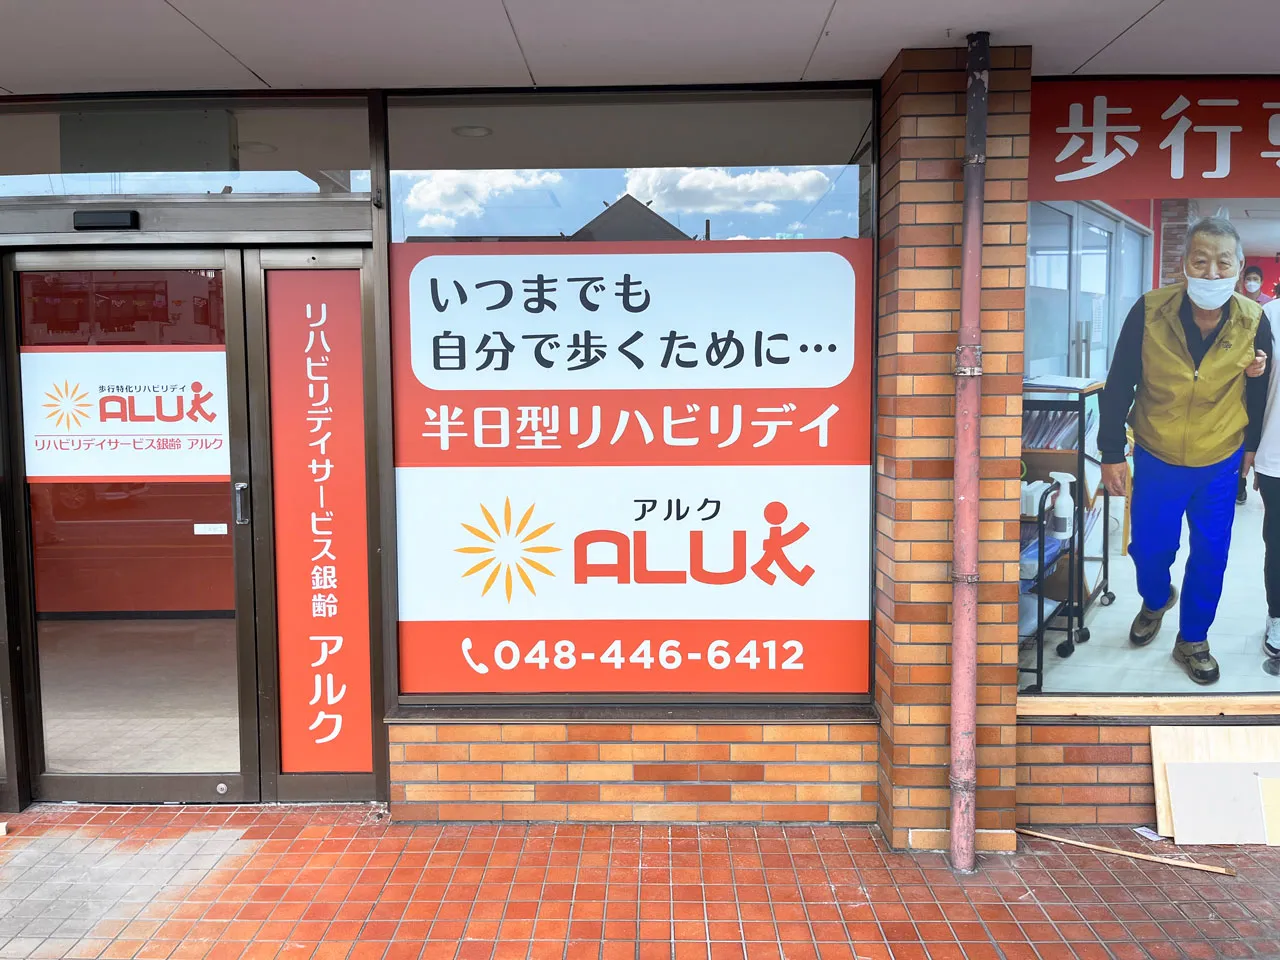 歩行特化リハビリデイ
ALUK
リハビリデイサービス銀齢 アルク
リハビリデイサービス銀齢 アルク
いつまでも
自分で歩くために…
半日型リハビリデイ
アルク
ALUK
048-446-6412
歩行